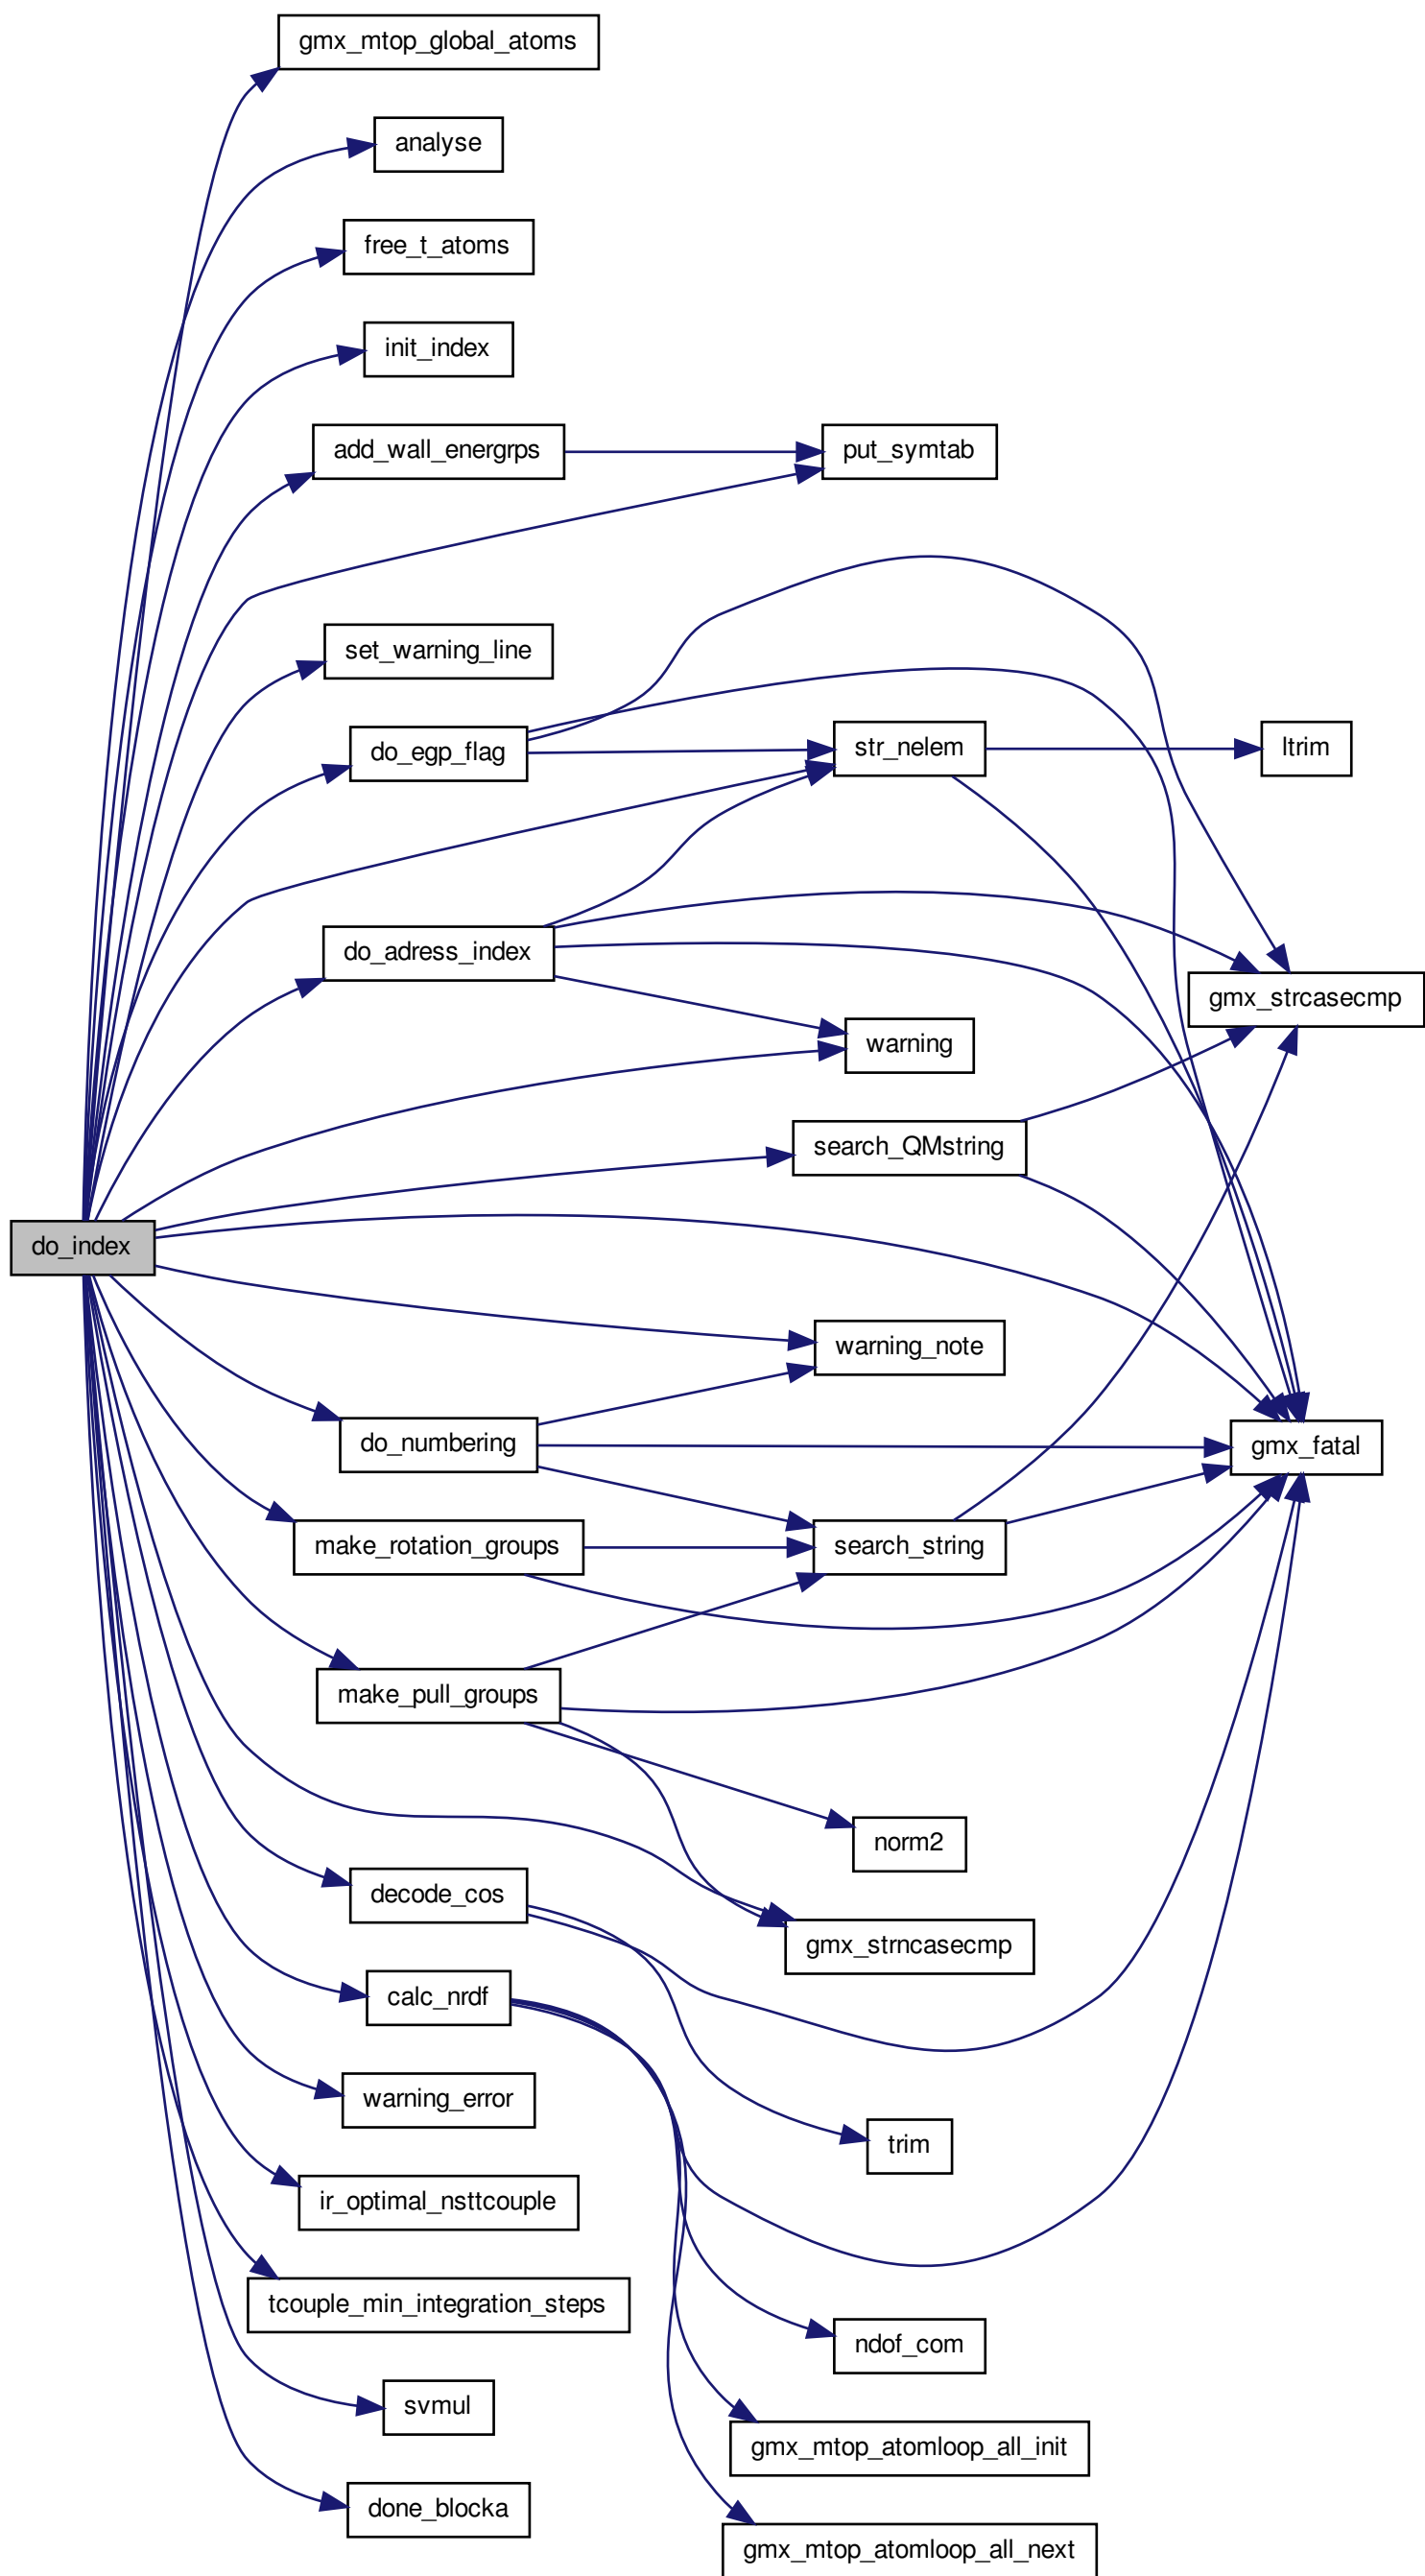 gmx_mtop_global_atoms
analyse
free_t_atoms
init_index
add_wall_energrps
put_symtab
set_warning_line
do_egp_flag
str_nelem
ltrim
do_adress_index
gmx_strcasecmp
warning
search_QMstring
do_index
warning_note
do_numbering
gmx_fatal
make_rotation_groups
search_string
make_pull_groups
norm2
decode_cos
gmx_strncasecmp
calc_nrdf
warning_error
trim
ir_optimal_nsttcouple
tcouple_min_integration_steps
ndof_com
svmul
gmx_mtop_atomloop_all_init
done_blocka
gmx_mtop_atomloop_all_next